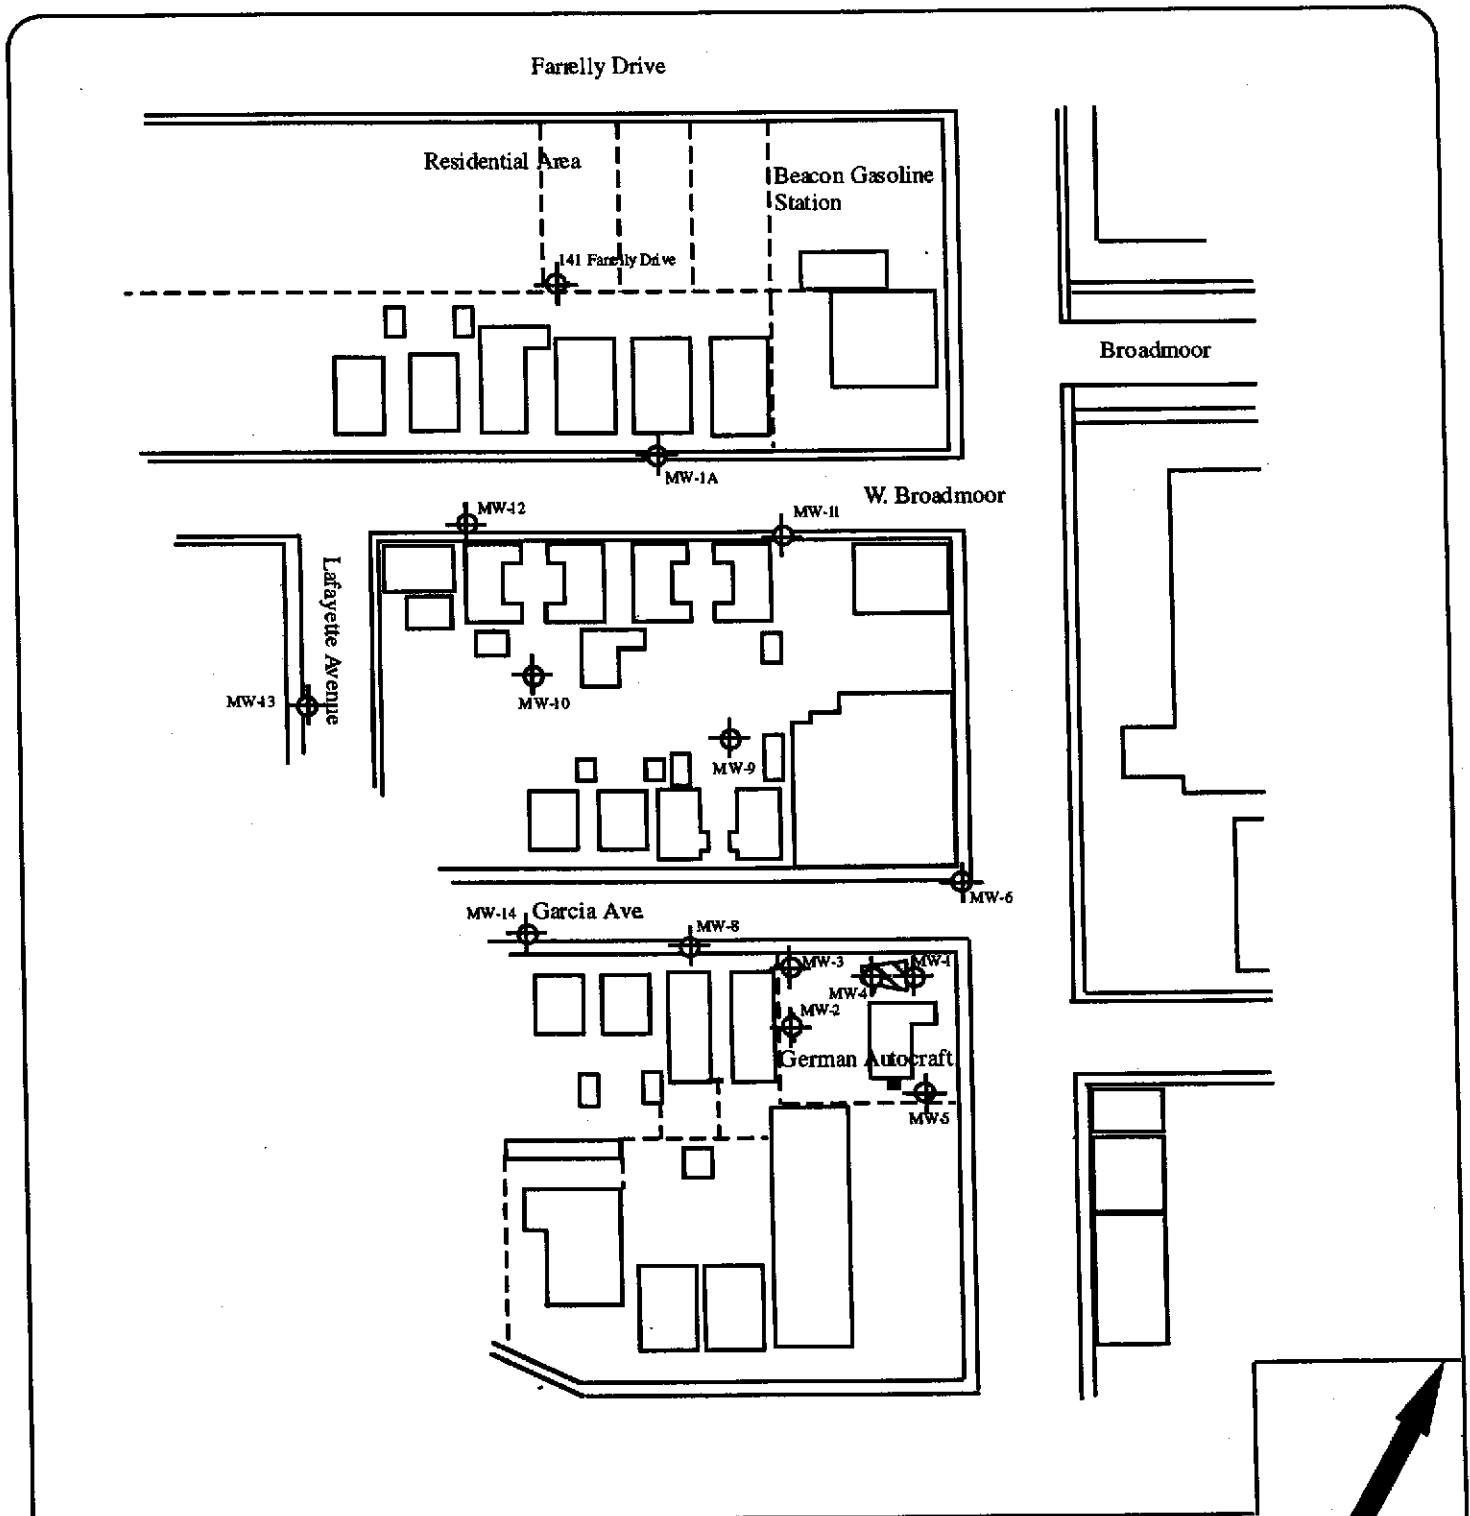 Farrelly Drive
Residential Area
Beacon Gasoline
Station
141 Farrelly Drive
Broadmoor
MW-1A
W. Broadmoor
MW-12
MW-11
Lafayette Avenue
MW-13
MW-10
MW-9
MW-6
MW-14
Garcia Ave.
MW-8
MW-3
MW-1
MW-4
MW-2
German Autocraft
MW-5